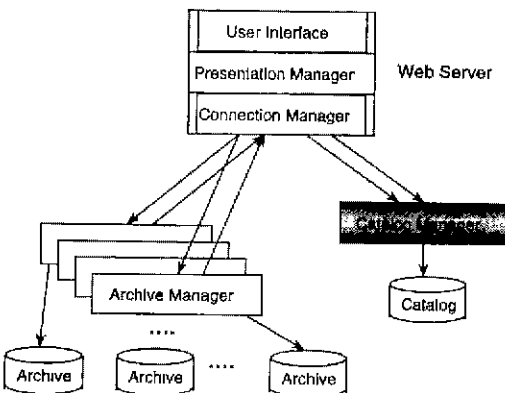 User Interface
Presentation Manager
Web Server
Connection Manager
Archive Manager
Catalog
....
....
Archive
Archive
Archive